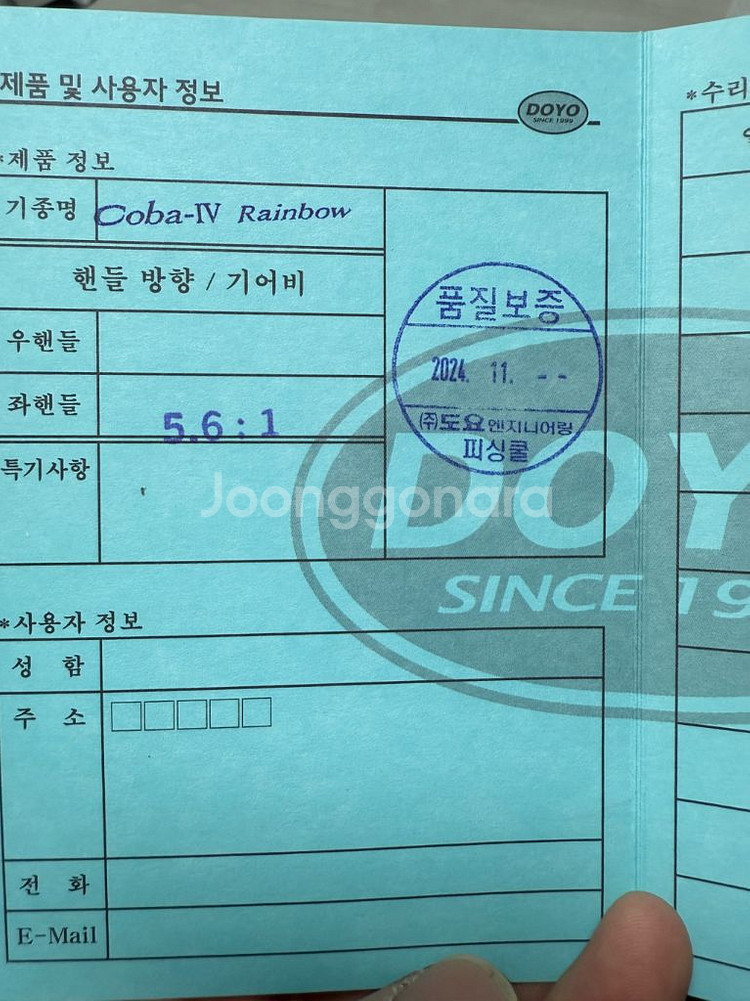 제품 및 사용자 정보
DOYO
SINCE 1999
*수리
*제품 정보
기종명 Coba-IV Rainbow
핸들 방향 / 기어비
우핸들
좌핸들 5.6 : 1
특기사항
품질보증
2024. 11. - -
(주)도요엔지니어링
피싱쿨
Joonggonara
DOY
SINCE 19
*사용자 정보
성 함
주 소
전 화
E-Mail